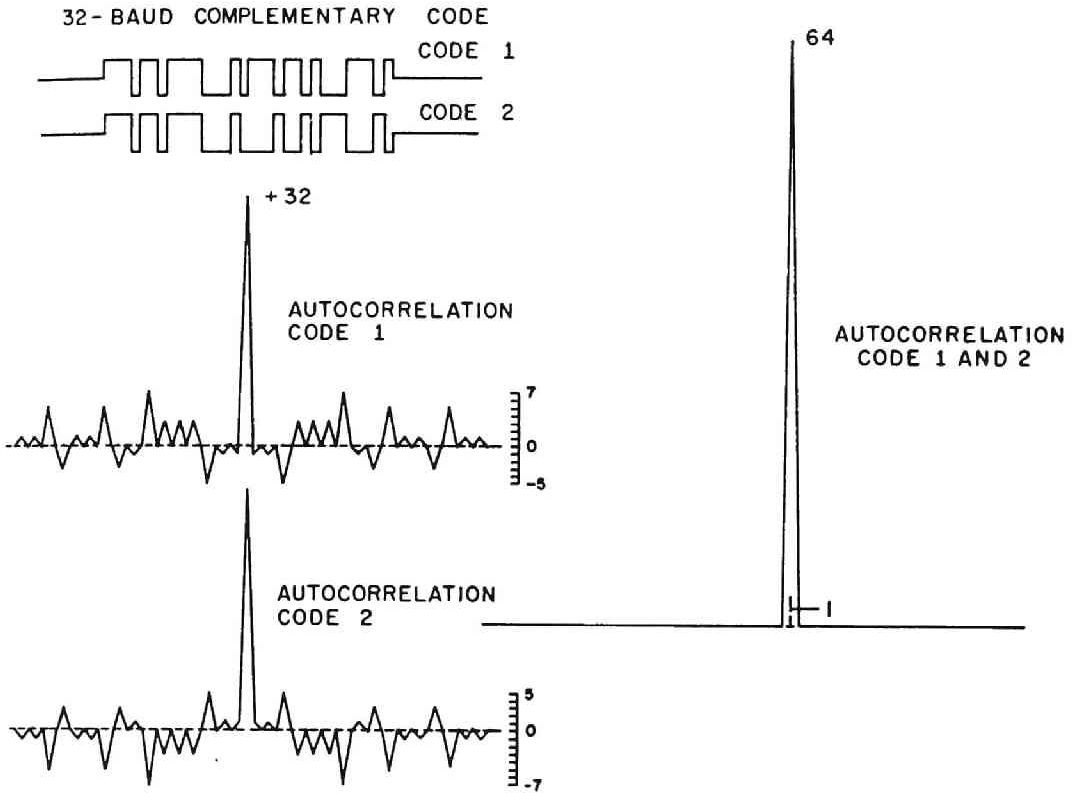 32-BAUD COMPLEMENTARY CODE
CODE 1
CODE 2
64
+32
AUTOCORRELATION
CODE 1
AUTOCORRELATION
CODE 1 AND 2
7
0
-5
AUTOCORRELATION
CODE 2
1
5
0
-7